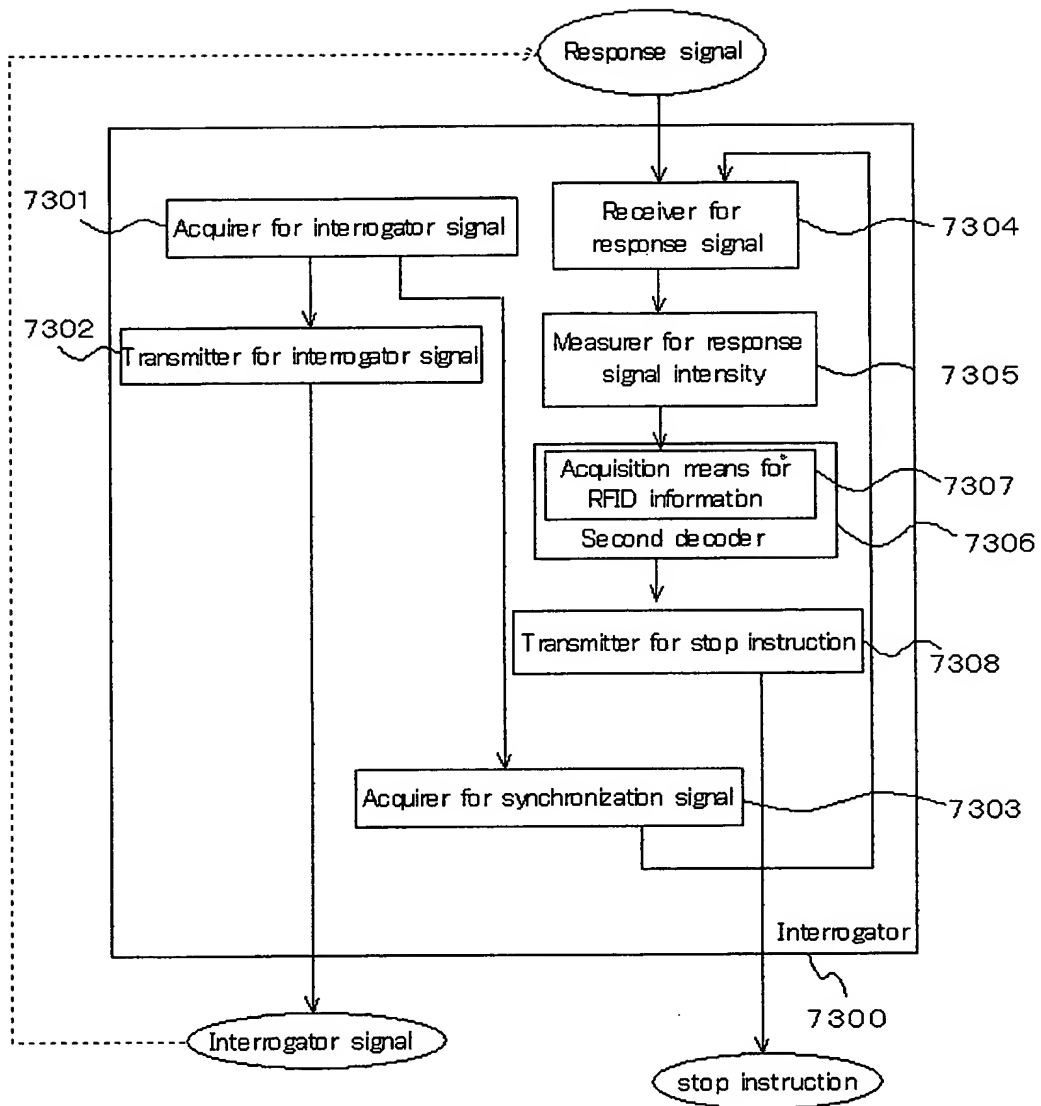 Response signal
7301
Acquirer for interrogator signal
Receiver for
response signal
7304
7302
Transmitter for interrogator signal
Measurer for response
signal intensity
7305
Acquisition means for
RFID information
7307
Second decoder
7306
Transmitter for stop instruction
7308
Acquirer for synchronization signal
7303
Interrogator
7300
Interrogator signal
stop instruction